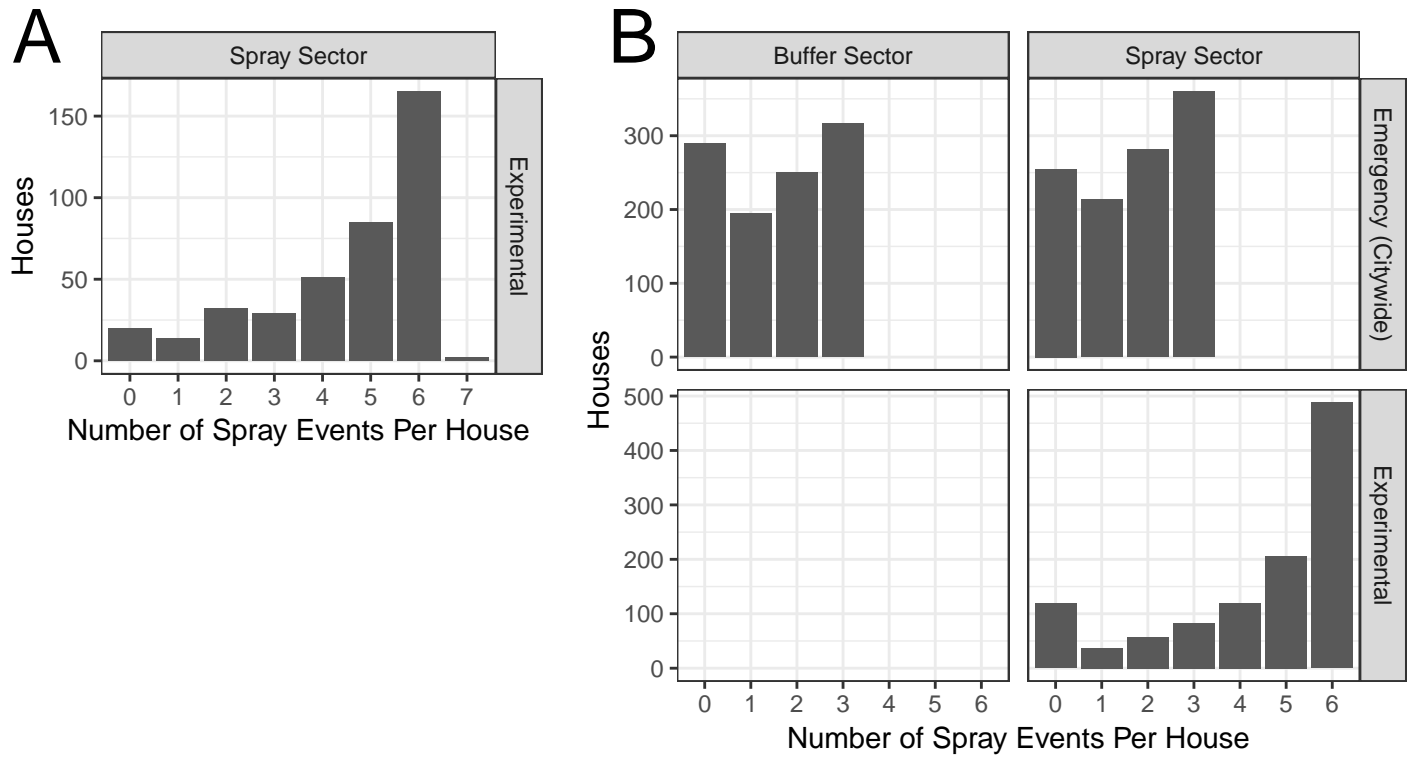 A
Spray Sector
150
100
50
0
Houses
Experimental
0 1 2 3 4 5 6 7
Number of Spray Events Per House
B
Buffer Sector
Spray Sector
300
200
100
0
Emergency (Citywide)
Houses
500
400
300
200
100
0
Experimental
0 1 2 3 4 5 6
0 1 2 3 4 5 6
Number of Spray Events Per House